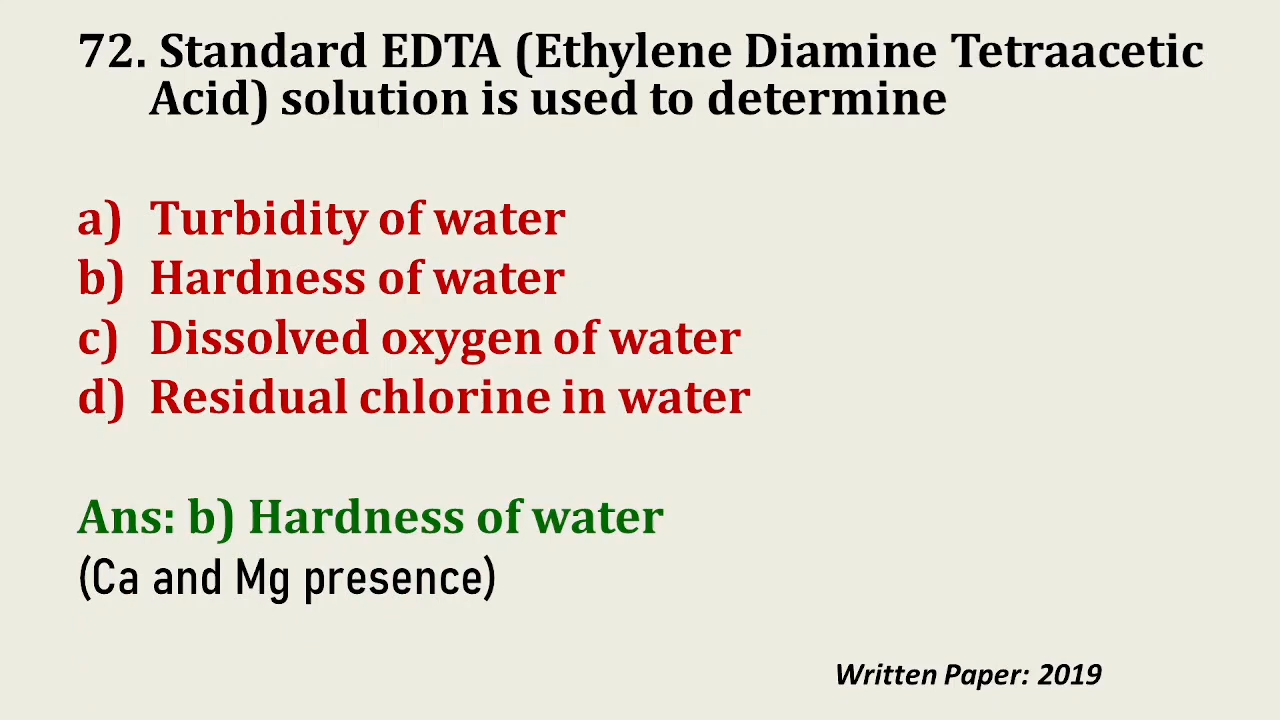 72. Standard EDTA (Ethylene Diamine Tetraacetic
Acid) solution is used to determine
a) Turbidity of water
b) Hardness of water
c) Dissolved oxygen of water
d) Residual chlorine in water
Ans: b) Hardness of water
(Ca and Mg presence)
Written Paper: 2019